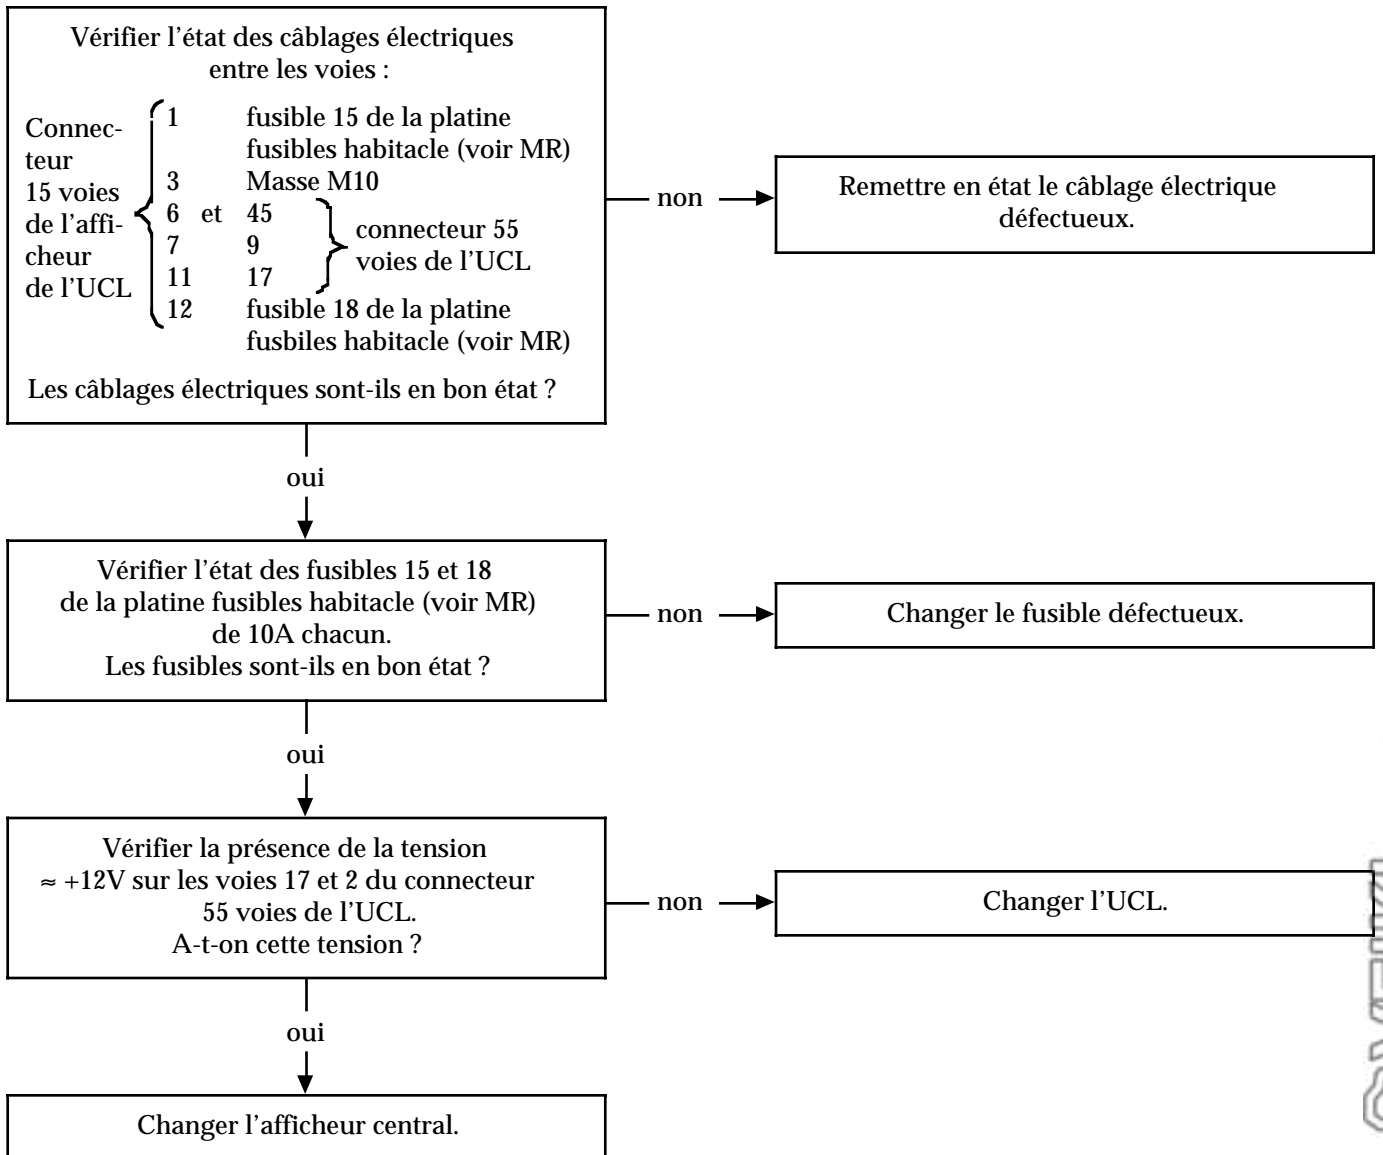 Vérifier l'état des câblages électriques
entre les voies :
Connec-
teur
15 voies
de l'affi-
cheur
de l'UCL
1 fusible 15 de la platine
fusibles habitacle (voir MR)
3 Masse M10
6 et 45
7 9
11 17
connecteur 55
voies de l'UCL
12 fusible 18 de la platine
fusbiles habitacle (voir MR)
Les câblages électriques sont-ils en bon état ?
non
Remettre en état le câblage électrique
défectueux.
oui
Vérifier l'état des fusibles 15 et 18
de la platine fusibles habitacle (voir MR)
de 10A chacun.
Les fusibles sont-ils en bon état ?
non
Changer le fusible défectueux.
oui
Vérifier la présence de la tension
≈ +12V sur les voies 17 et 2 du connecteur
55 voies de l'UCL.
A-t-on cette tension ?
non
Changer l'UCL.
oui
Changer l'afficheur central.